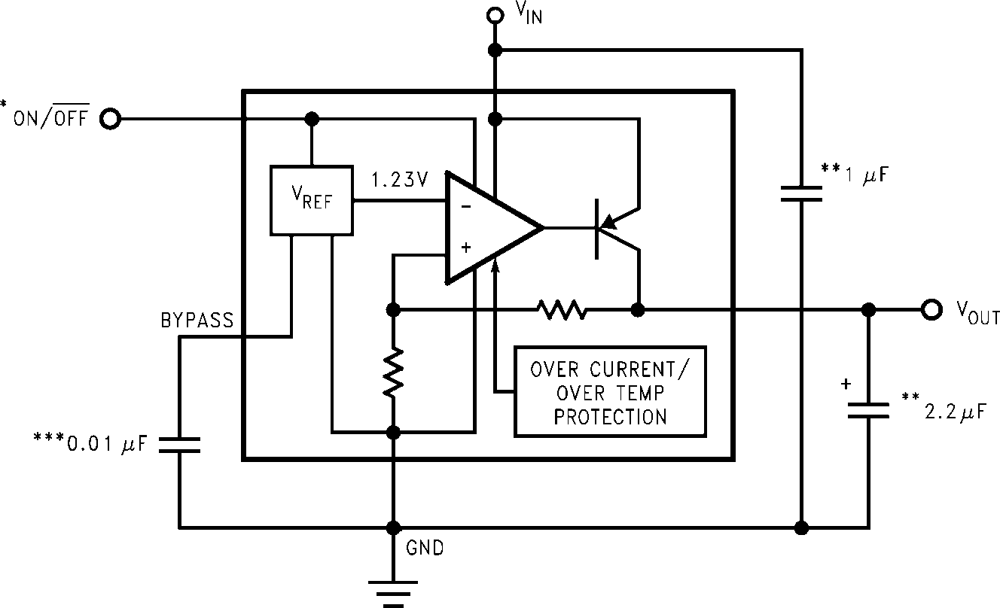 V_IN
* ON/O̅F̅F̅
**1 µF
1.23V
V_REF
-
+
BYPASS
V_OUT
OVER CURRENT/
OVER TEMP
PROTECTION
+
**2.2µF
***0.01 µF
GND